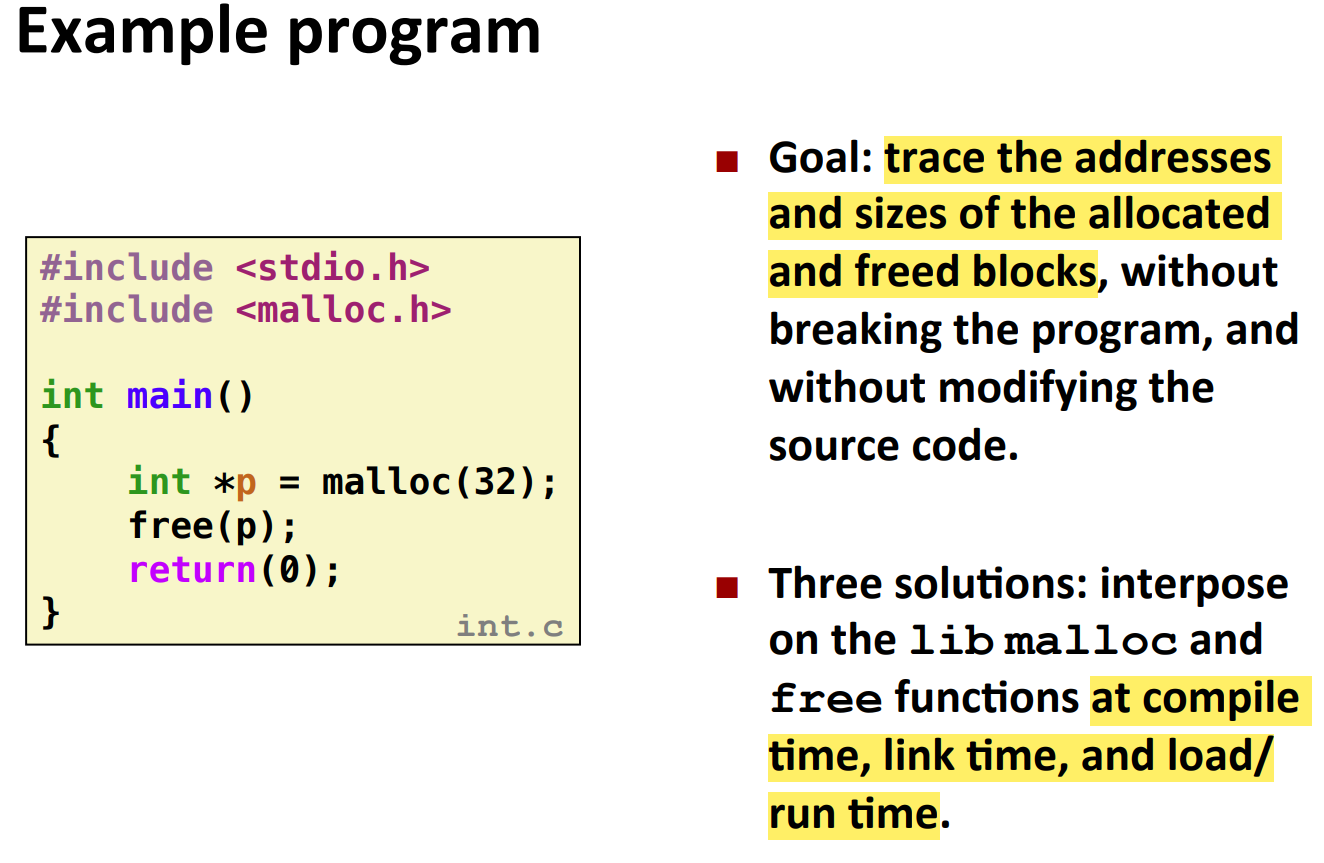 Example program
#include <stdio.h>
#include <malloc.h>
int main()
{
    int *p = malloc(32);
    free(p);
    return(0);
}
int.c
■ Goal: trace the addresses
and sizes of the allocated
and freed blocks, without
breaking the program, and
without modifying the
source code.
■ Three solutions: interpose
on the lib malloc and
free functions at compile
time, link time, and load/
run time.